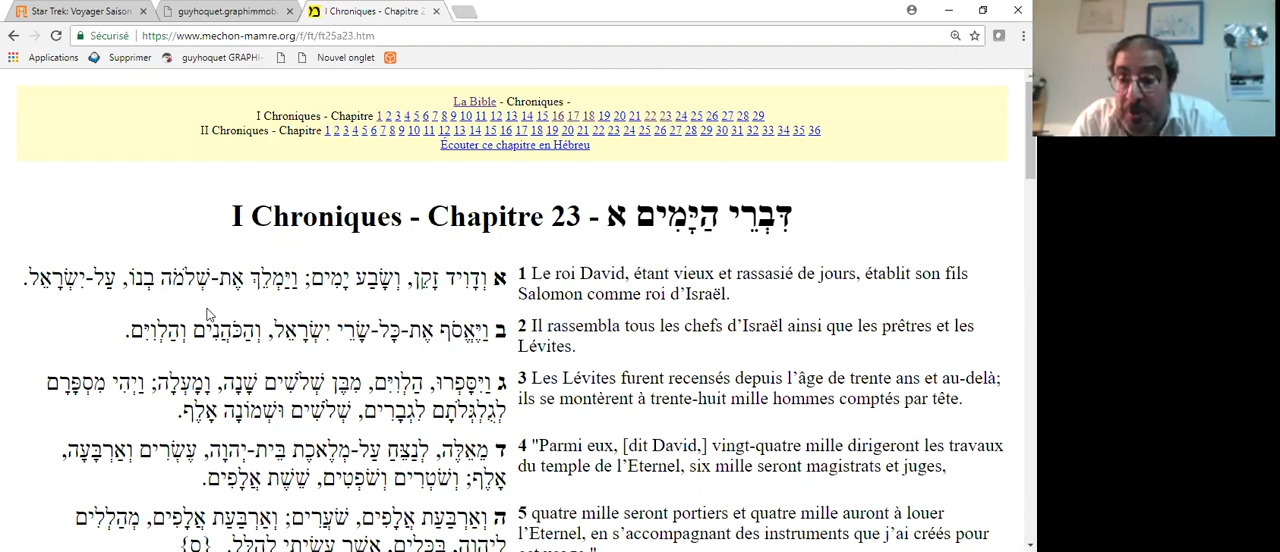 Star Trek: Voyager Saison
guyhoquet.graphimmob
I Chroniques - Chapitre 2
Sécurisé
https://www.mechon-mamre.org/f/ft/ft25a23.htm
Applications
Supprimer
guyhoquet GRAPHI
Nouvel onglet
La Bible - Chroniques -
I Chroniques - Chapitre 1 2 3 4 5 6 7 8 9 10 11 12 13 14 15 16 17 18 19 20 21 22 23 24 25 26 27 28 29
II Chroniques - Chapitre 1 2 3 4 5 6 7 8 9 10 11 12 13 14 15 16 17 18 19 20 21 22 23 24 25 26 27 28 29 30 31 32 33 34 35 36
Écouter ce chapitre en Hébreu
I Chroniques - Chapitre 23 - דִּבְרֵי הַיָּמִים א
א וְדָוִיד זָקֵן, וְשָׂבַע יָמִים; וַיַּמְלֵךְ אֶת-שְׁלֹמֹה בְנוֹ, עַל-יִשְׂרָאֵל.
1 Le roi David, étant vieux et rassasié de jours, établit son fils
Salomon comme roi d’Israël.
ב וַיֶּאֱסֹף אֶת-כָּל-שָׂרֵי יִשְׂרָאֵל, וְהַכֹּהֲנִים וְהַלְוִיִּם.
2 Il rassembla tous les chefs d’Israël ainsi que les prêtres et les
Lévites.
ג וַיִּסָּפְרוּ, הַלְוִיִּם, מִבֶּן שְׁלֹשִׁים שָׁנָה, וָמָעְלָה; וַיְהִי מִסְפָּרָם
לְגֻלְגְּלֹתָם לִגְבָרִים, שְׁלֹשִׁים וּשְׁמוֹנָה אָלֶף.
3 Les Lévites furent recensés depuis l’âge de trente ans et au-delà;
ils se montèrent à trente-huit mille hommes comptés par tête.
ד מֵאֵלֶּה, לְנַצֵּחַ עַל-מְלֶאכֶת בֵּית-יְהוָה, עֶשְׂרִים וְאַרְבָּעָה,
אָלֶף; וְשֹׁטְרִים וְשֹׁפְטִים, שֵׁשֶׁת אֲלָפִים.
4 "Parmi eux, [dit David,] vingt-quatre mille dirigeront les travaux
du temple de l’Eternel, six mille seront magistrats et juges,
ה וְאַרְבַּעַת אֲלָפִים, שֹׁעֲרִים; וְאַרְבַּעַת אֲלָפִים, מְהַלְלִים
לַיהוָה, בַּכֵּלִים, אֲשֶׁר עָשִׂיתִי לְהַלֵּל. {ס}
5 quatre mille seront portiers et quatre mille auront à louer
l’Eternel, en s’accompagnant des instruments que j’ai créés pour